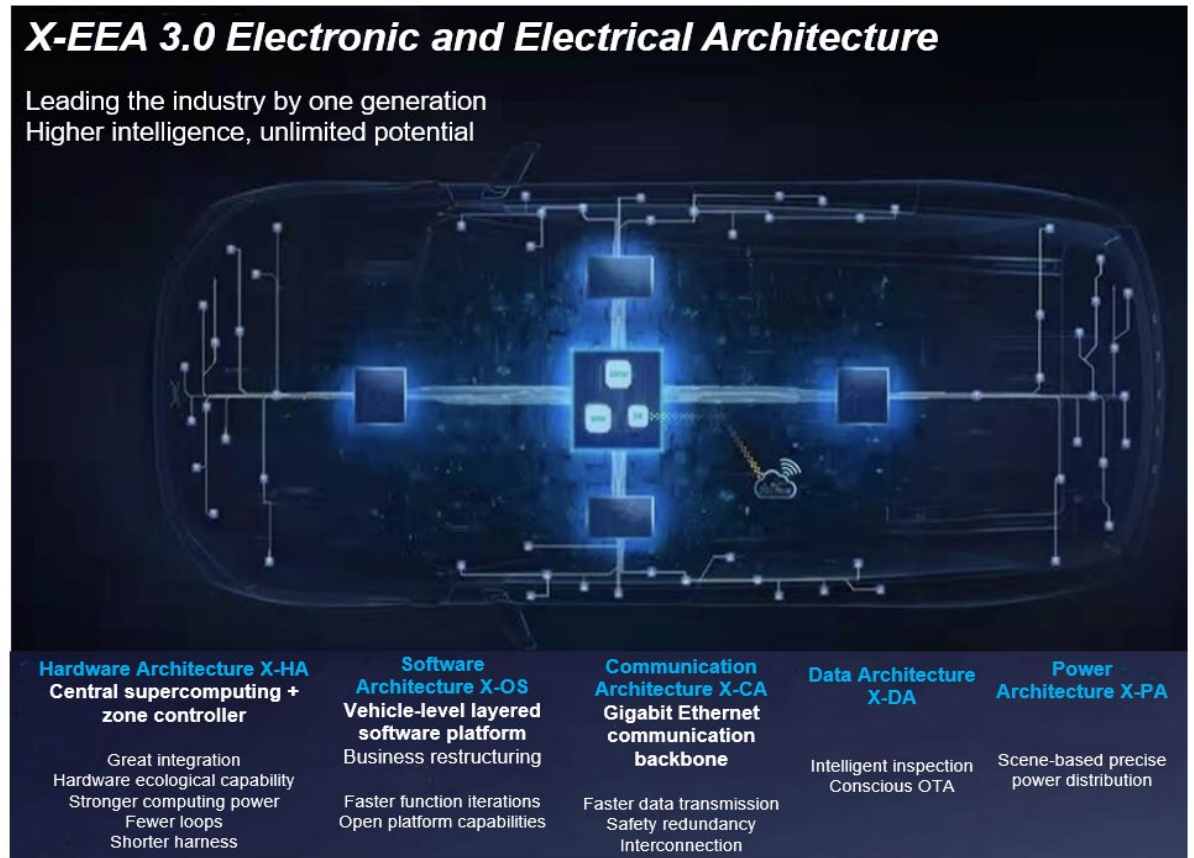 X-EEA 3.0 Electronic and Electrical Architecture
Leading the industry by one generation
Higher intelligence, unlimited potential
Hardware Architecture X-HA
Central supercomputing +
zone controller
Great integration
Hardware ecological capability
Stronger computing power
Fewer loops
Shorter harness
Software
Architecture X-OS
Vehicle-level layered
software platform
Business restructuring
Faster function iterations
Open platform capabilities
Communication
Architecture X-CA
Gigabit Ethernet
communication
backbone
Faster data transmission
Safety redundancy
Interconnection
Data Architecture
X-DA
Intelligent inspection
Conscious OTA
Power
Architecture X-PA
Scene-based precise
power distribution